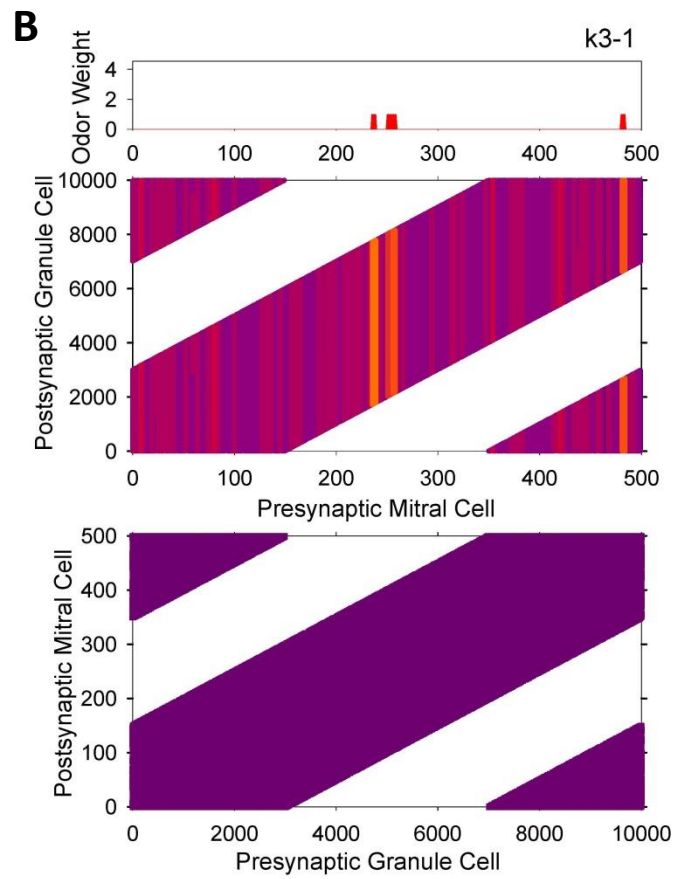 B
k3-1
Odor Weight
4
2
0
0 100 200 300 400 500
Postsynaptic Granule Cell
10000
8000
6000
4000
2000
0
0 100 200 300 400 500
Presynaptic Mitral Cell
Postsynaptic Mitral Cell
500
400
300
200
100
0
0 2000 4000 6000 8000 10000
Presynaptic Granule Cell